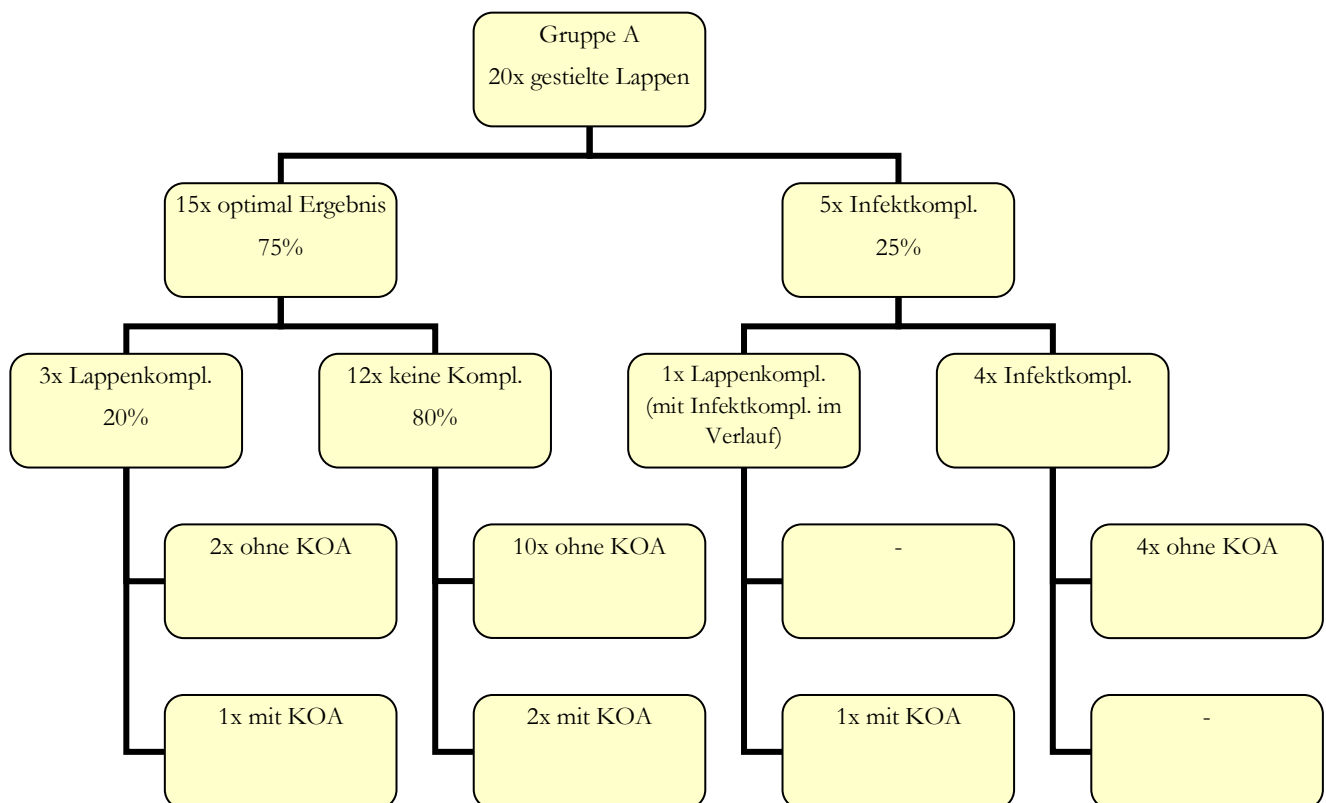 Gruppe A
20x gestielte Lappen
15x optimal Ergebnis
75%
5x Infektkompl.
25%
3x Lappenkompl.
20%
12x keine Kompl.
80%
1x Lappenkompl.
(mit Infektkompl. im
Verlauf)
4x Infektkompl.
2x ohne KOA
10x ohne KOA
-
4x ohne KOA
1x mit KOA
2x mit KOA
1x mit KOA
-